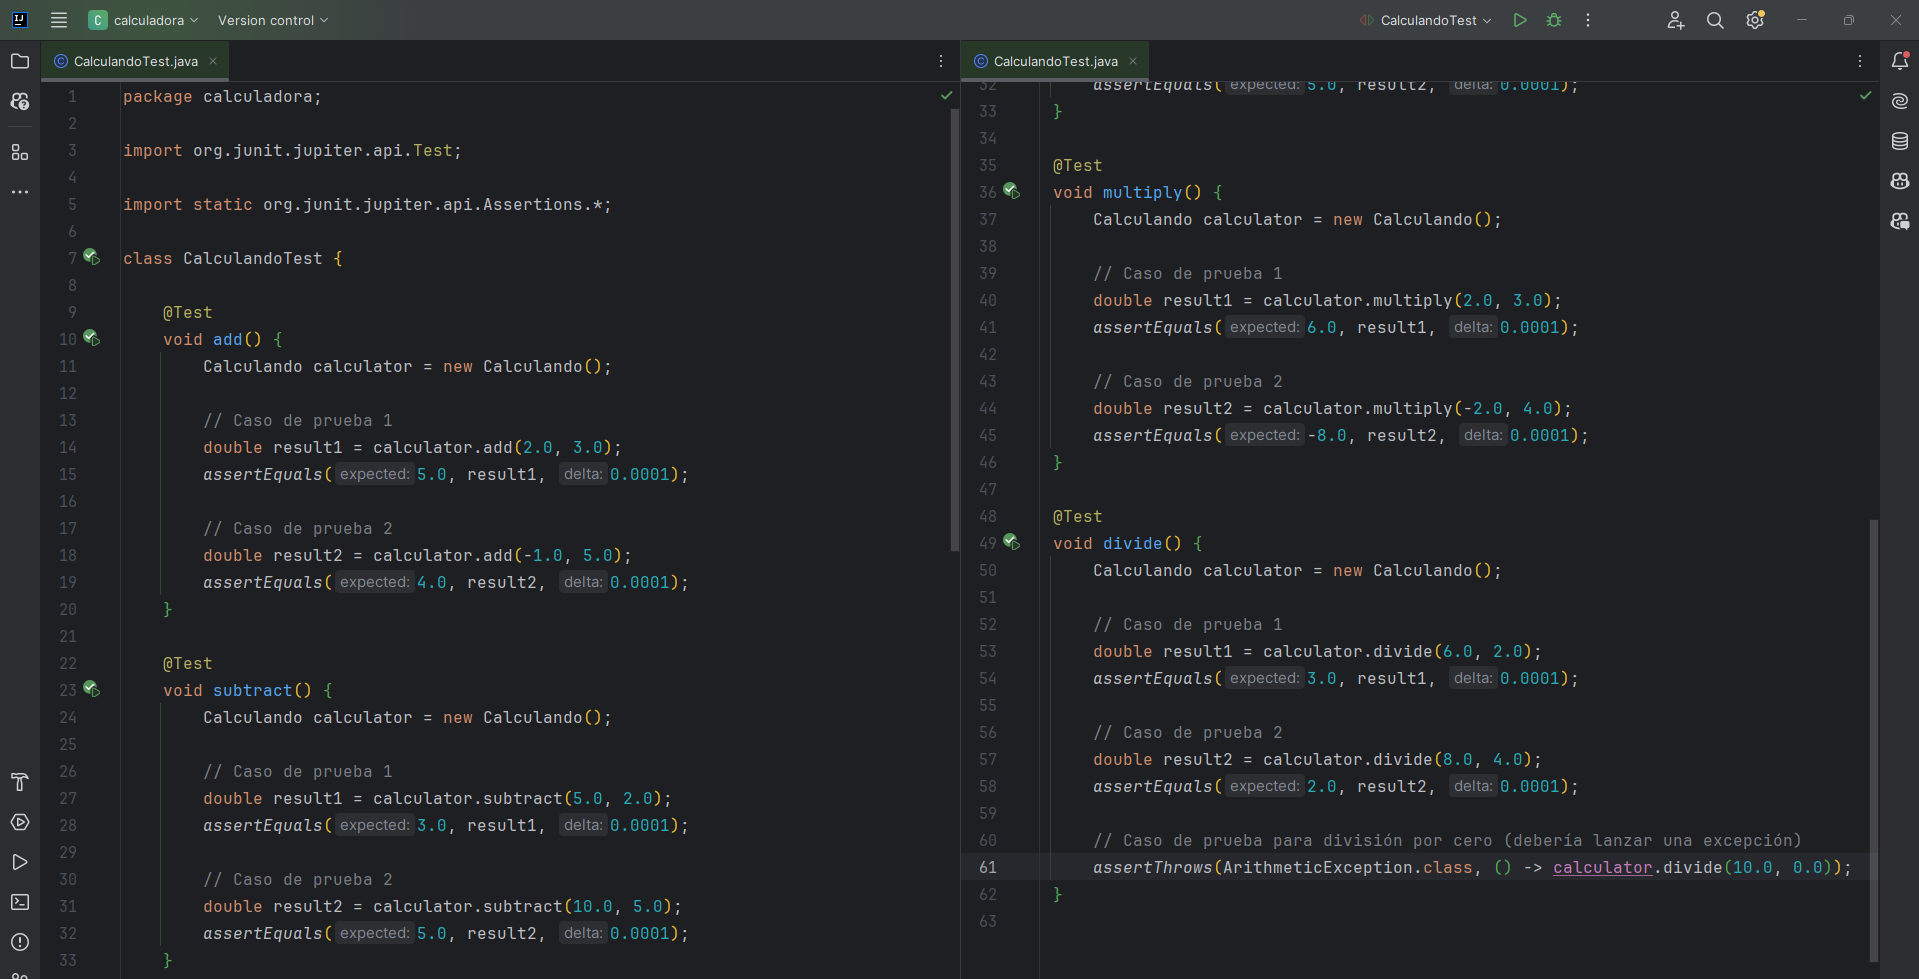 calculadora
Version control
CalculandoTest
CalculandoTest.java
1 package calculadora;
2
3 import org.junit.jupiter.api.Test;
4
5 import static org.junit.jupiter.api.Assertions.*;
6
7 class CalculandoTest {
8
9 @Test
10 void add() {
11 Calculando calculator = new Calculando();
12
13 // Caso de prueba 1
14 double result1 = calculator.add(2.0, 3.0);
15 assertEquals( expected: 5.0, result1, delta: 0.0001);
16
17 // Caso de prueba 2
18 double result2 = calculator.add(-1.0, 5.0);
19 assertEquals( expected: 4.0, result2, delta: 0.0001);
20 }
21
22 @Test
23 void subtract() {
24 Calculando calculator = new Calculando();
25
26 // Caso de prueba 1
27 double result1 = calculator.subtract(5.0, 2.0);
28 assertEquals( expected: 3.0, result1, delta: 0.0001);
29
30 // Caso de prueba 2
31 double result2 = calculator.subtract(10.0, 5.0);
32 assertEquals( expected: 5.0, result2, delta: 0.0001);
33 }
CalculandoTest.java
32 assertEquals( expected: 5.0, result2, delta: 0.0001);
33 }
34
35 @Test
36 void multiply() {
37 Calculando calculator = new Calculando();
38
39 // Caso de prueba 1
40 double result1 = calculator.multiply(2.0, 3.0);
41 assertEquals( expected: 6.0, result1, delta: 0.0001);
42
43 // Caso de prueba 2
44 double result2 = calculator.multiply(-2.0, 4.0);
45 assertEquals( expected: -8.0, result2, delta: 0.0001);
46 }
47
48 @Test
49 void divide() {
50 Calculando calculator = new Calculando();
51
52 // Caso de prueba 1
53 double result1 = calculator.divide(6.0, 2.0);
54 assertEquals( expected: 3.0, result1, delta: 0.0001);
55
56 // Caso de prueba 2
57 double result2 = calculator.divide(8.0, 4.0);
58 assertEquals( expected: 2.0, result2, delta: 0.0001);
59
60 // Caso de prueba para división por cero (debería lanzar una excepción)
61 assertThrows(ArithmeticException.class, () -> calculator.divide(10.0, 0.0));
62 }
63